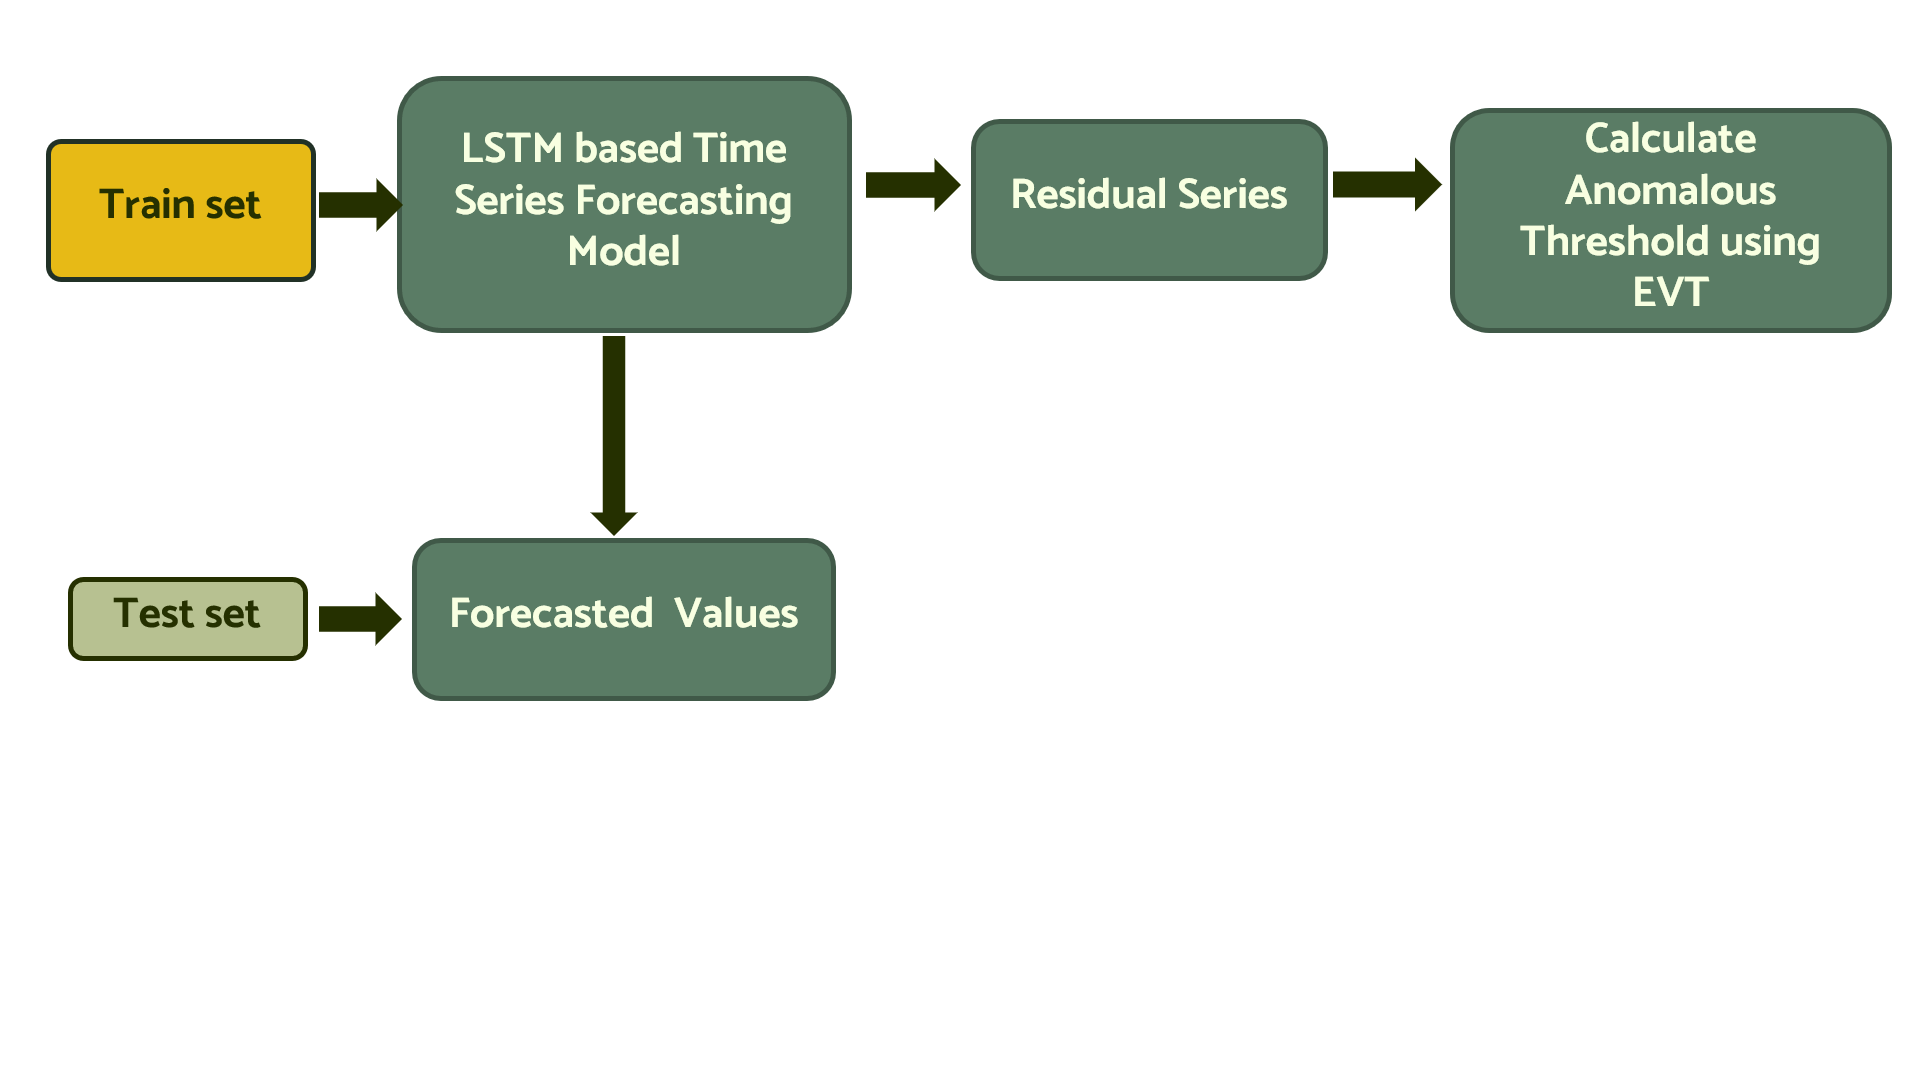 Train set
LSTM based Time
Series Forecasting
Model
Residual Series
Calculate
Anomalous
Threshold using
EVT
Test set
Forecasted  Values